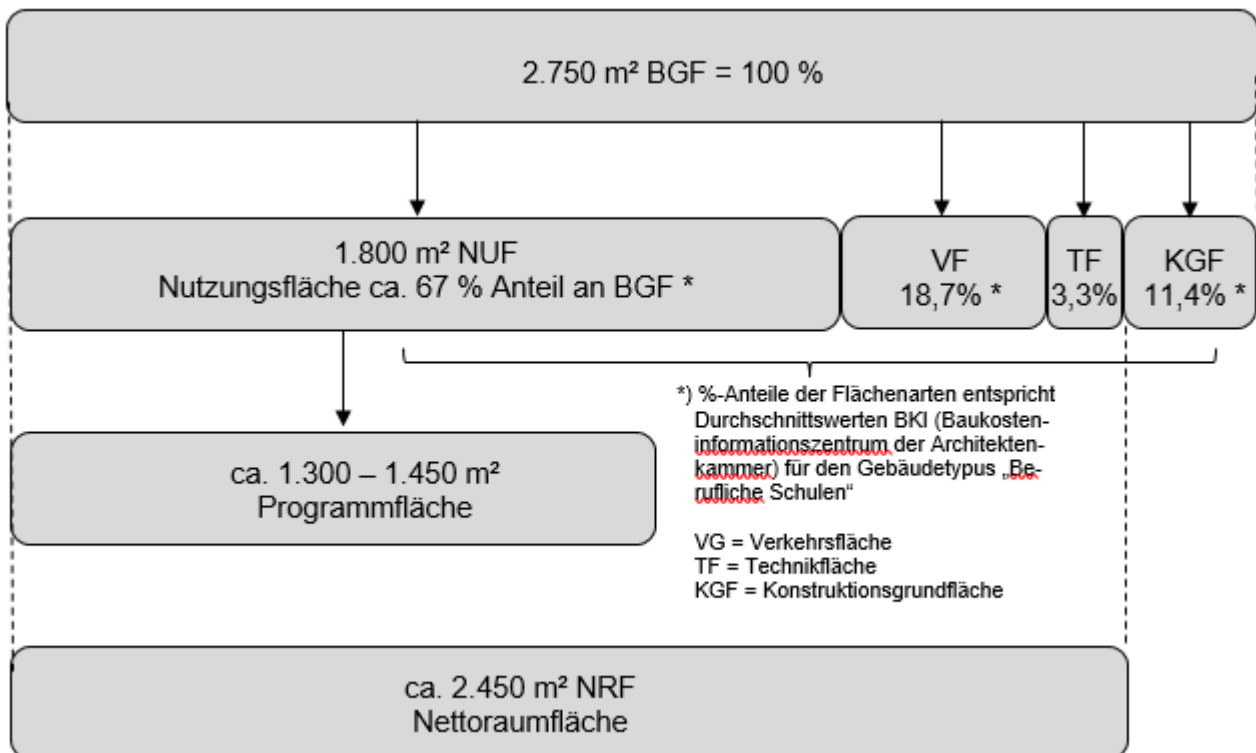 2.750 m² BGF = 100 %
1.800 m² NUF
Nutzungsfläche ca. 67 % Anteil an BGF *
VF
18,7% *
TF
3,3%
KGF
11,4% *
*) %-Anteile der Flächenarten entspricht
Durchschnittswerten BKI (Baukosten-
informationszentrum der Architekten-
kammer) für den Gebäudetypus „Be-
rufliche Schulen“
VG = Verkehrsfläche
TF = Technikfläche
KGF = Konstruktionsgrundfläche
ca. 1.300 – 1.450 m²
Programmfläche
ca. 2.450 m² NRF
Nettoraumfläche